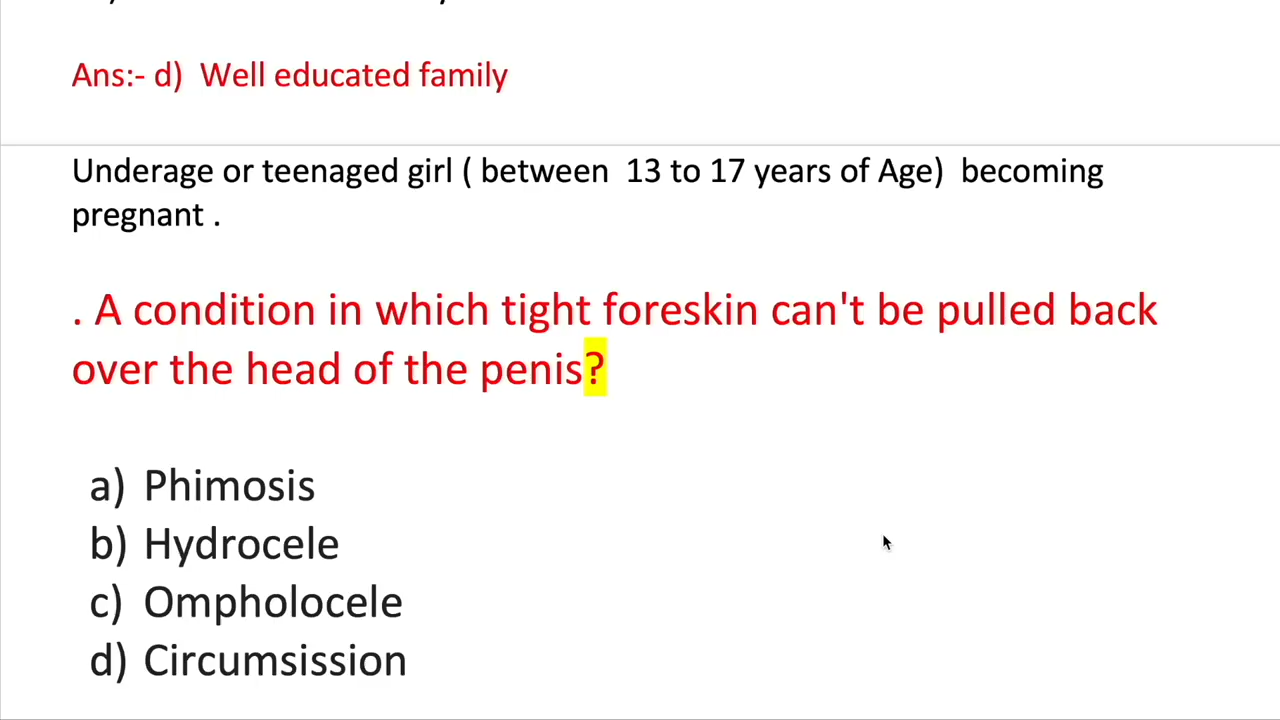 Ans:- d) Well educated family
Underage or teenaged girl ( between 13 to 17 years of Age) becoming
pregnant .
. A condition in which tight foreskin can't be pulled back
over the head of the penis?
a) Phimosis
b) Hydrocele
c) Ompholocele
d) Circumsission